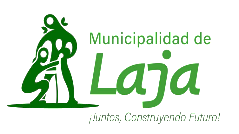 Municipalidad de
Laja
¡Juntos, Construyendo Futuro!